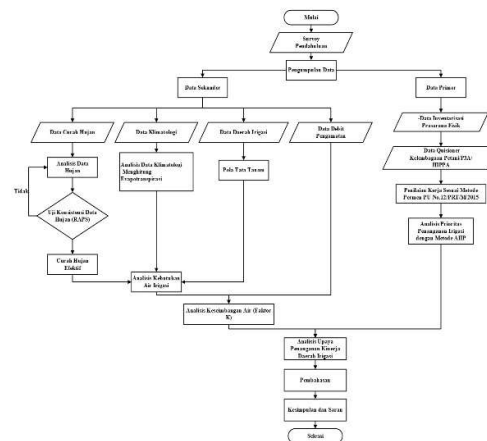 Mulai
Survey
Pendahuluan
Pengumpulan Data
Data Sekunder
Data Primer
Data Curah Hujan
Data Klimatologi
Data Daerah Irigasi
Data Debit
Pengamatan
-Data Inventarisasi
Prasarana Fisik
Data Quisioner
Kelembagaan Petani/P3A/
Analisis Data
Hujan
Analisis Data Klimatologi
Menghitung
Evapotranspirasi
Pola Tata Tanam
Tidak
Uji Konsistensi Data
Hujan (RAPS)
Penilaian Kerja Sesuai Metode
Permen PU No.12/PRT/M/2015
Analisis Prioritas
Penanganan Irigasi
dengan Metode AHP
Curah Hujan
Efektif
Analisis Kebutuhan
Air Irigasi
Analisis Keseimbangan Air (Faktor
K)
Analisis Upaya
Penanganan Kinerja
Daerah Irigasi
Pembahasan
Kesimpulan dan Saran
Selesai